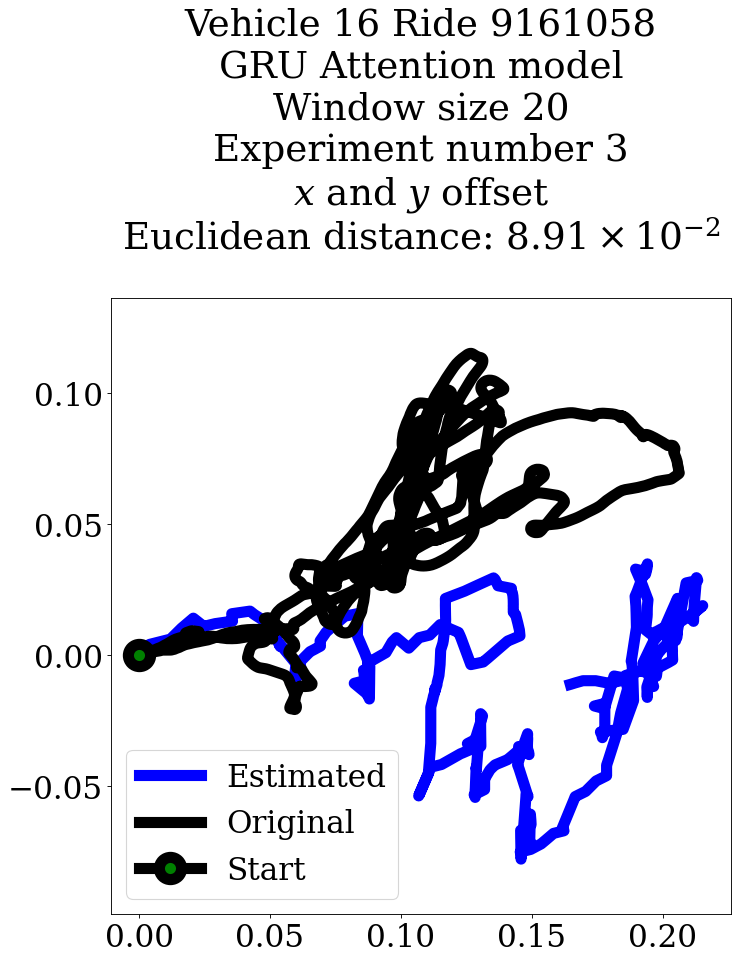 Vehicle 16 Ride 9161058
GRU Attention model
Window size 20
Experiment number 3
x and y offset
Euclidean distance: 8.91 × 10⁻²
0.10
0.05
0.00
−0.05
Estimated
Original
Start
0.00 0.05 0.10 0.15 0.20